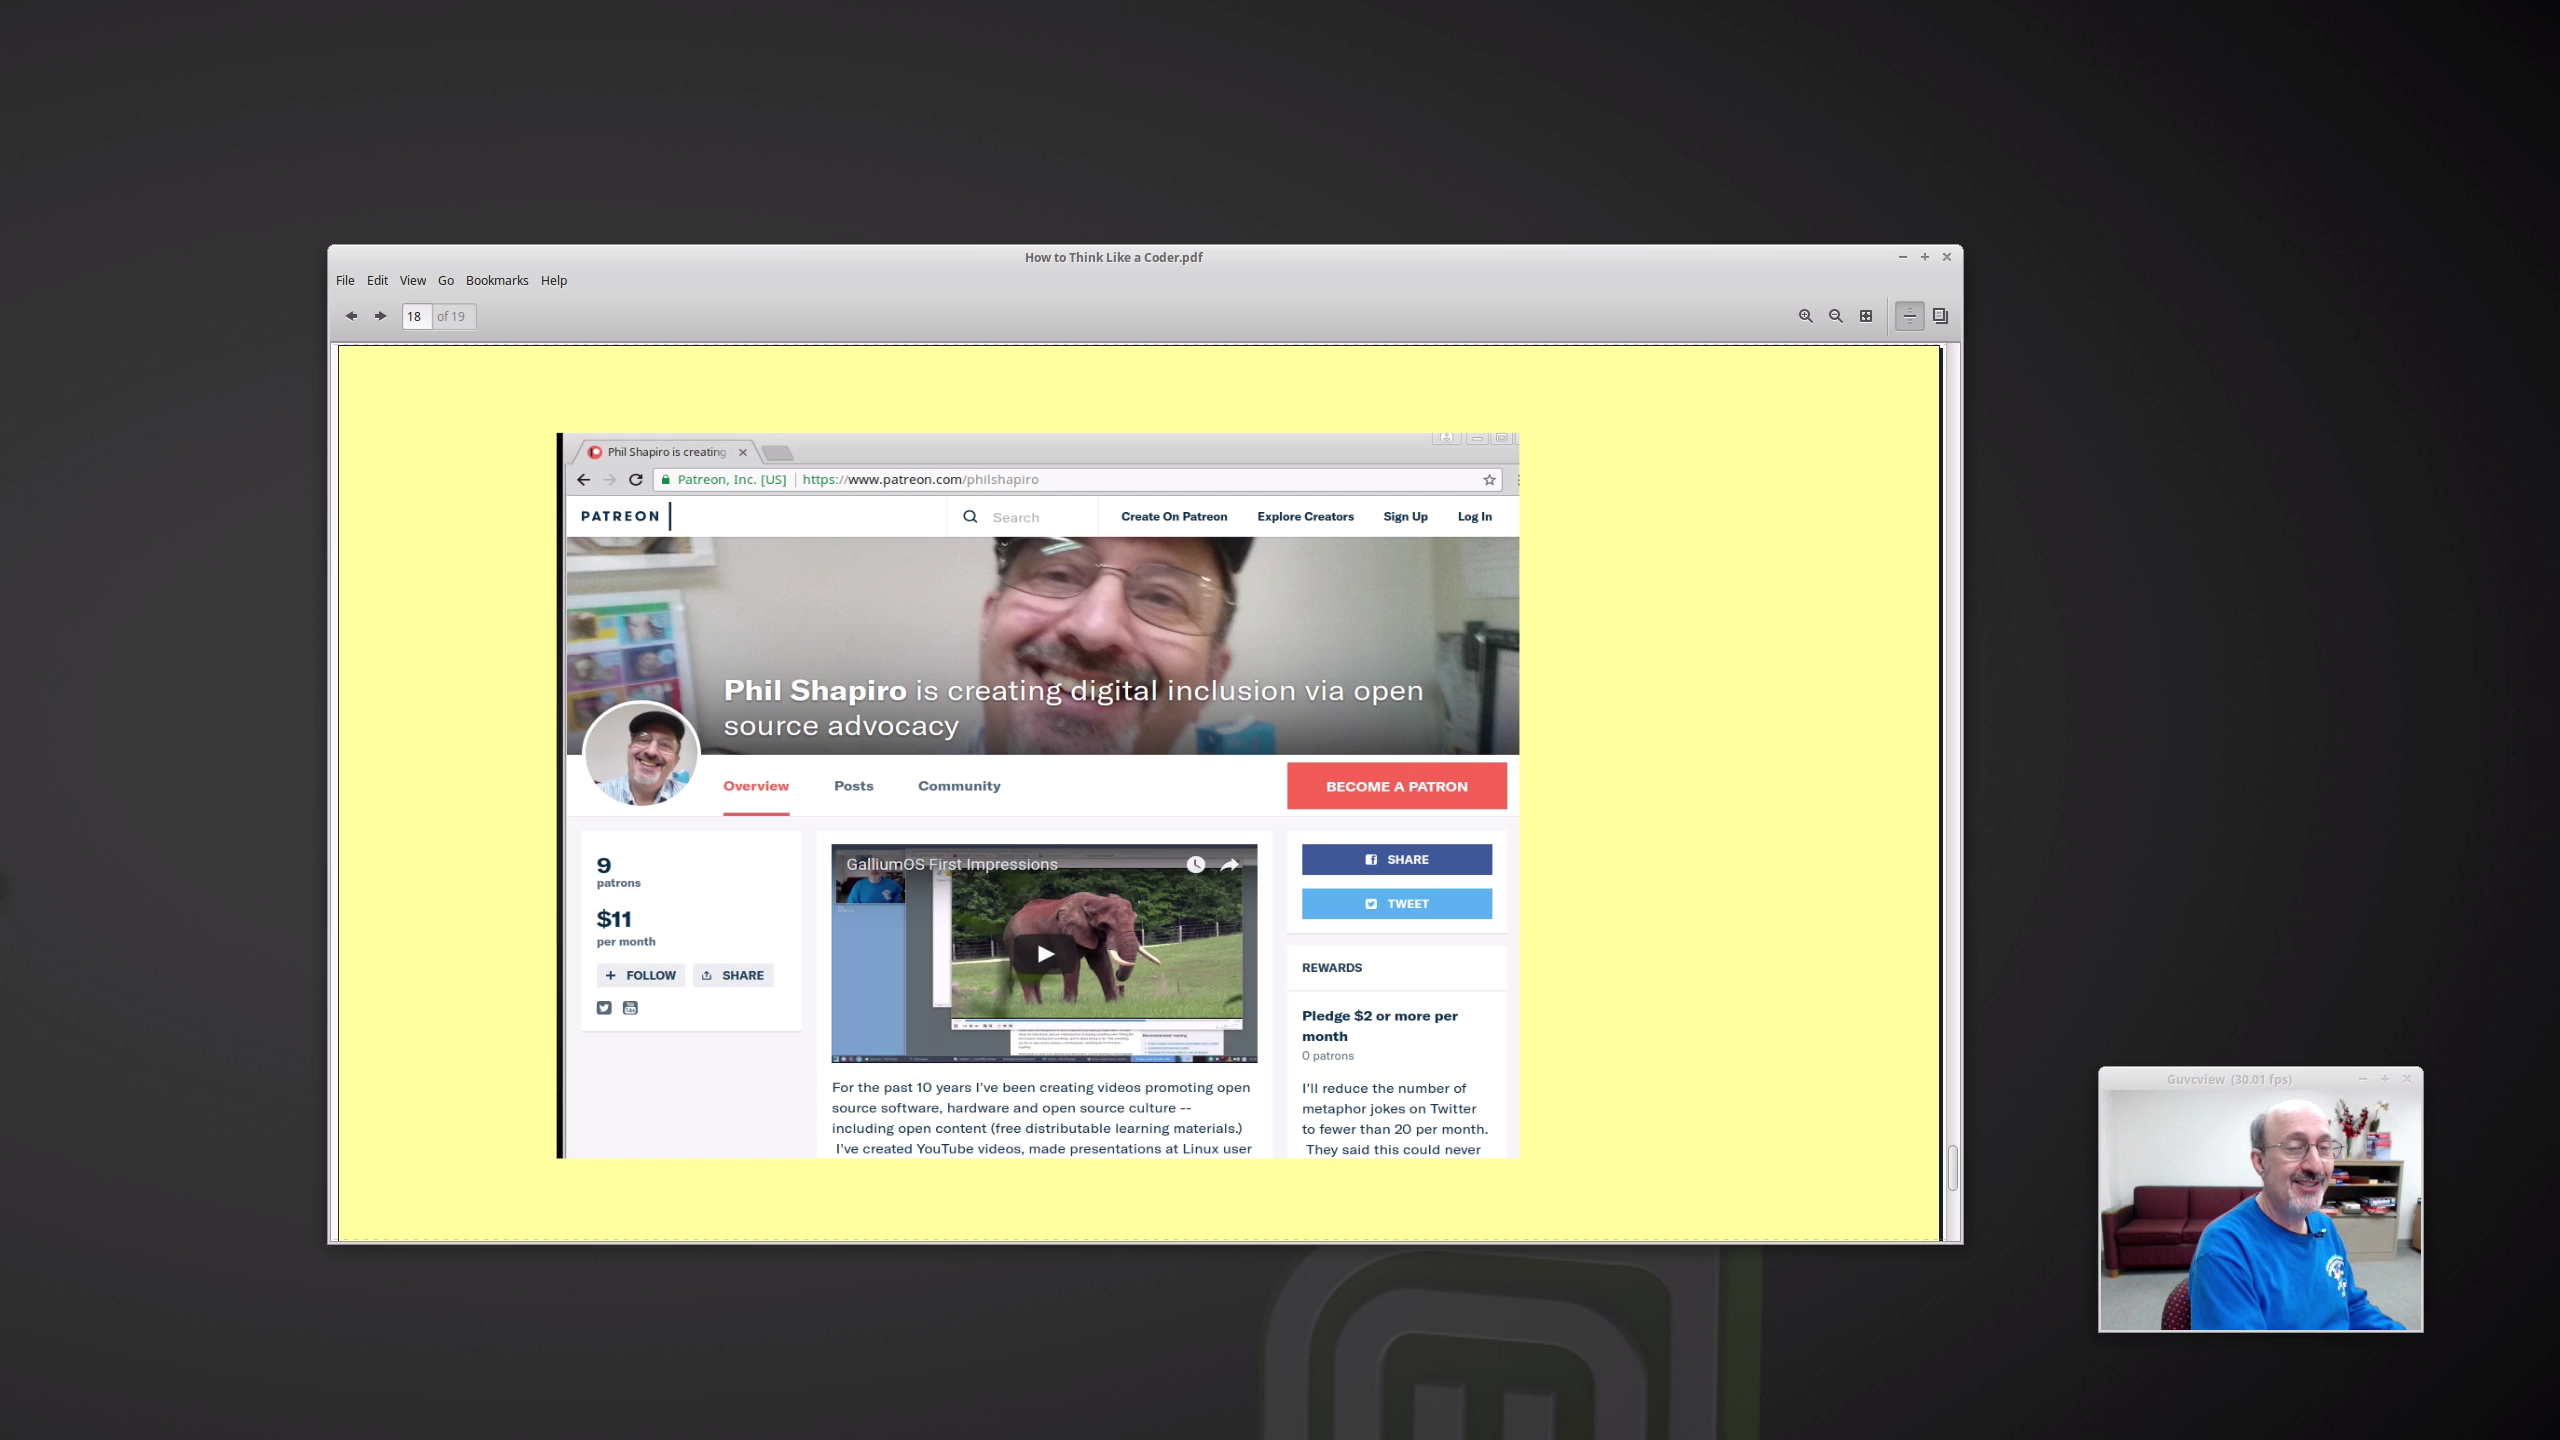 How to Think Like a Coder.pdf
File Edit View Go Bookmarks Help
18 of 19
Phil Shapiro is creating
Patreon, Inc. [US] https://www.patreon.com/philshapiro
PATREON Search Create On Patreon Explore Creators Sign Up Log In
Phil Shapiro is creating digital inclusion via open
source advocacy
Overview Posts Community BECOME A PATRON
9
patrons
$11
per month
+ FOLLOW SHARE
GalliumOS First Impressions
For the past 10 years I've been creating videos promoting open
source software, hardware and open source culture --
including open content (free distributable learning materials.)
I've created YouTube videos, made presentations at Linux user
SHARE
TWEET
REWARDS
Pledge $2 or more per
month
0 patrons
I'll reduce the number of
metaphor jokes on Twitter
to fewer than 20 per month.
They said this could never
Guvcview (30.01 fps)